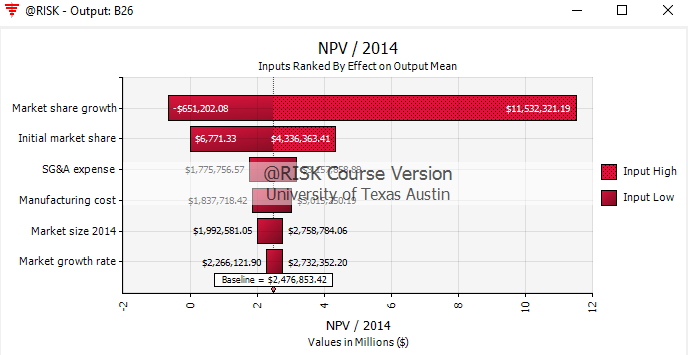 @RISK - Output: B26
NPV / 2014
Inputs Ranked By Effect on Output Mean
Market share growth -$651,202.08 $11,532,321.19
Initial market share $6,771.33 $4,336,363.41
SG&A expense $1,775,756.57
@RISK Course Version
Input High
University of Texas Austin
Manufacturing cost $1,837,718.42
Input Low
Market size 2014 $1,992,581.05 $2,758,784.06
Market growth rate $2,266,121.90 $2,732,352.20
Baseline = $2,476,853.42
-2 0 2 4 6 8 10 12
NPV / 2014
Values in Millions ($)